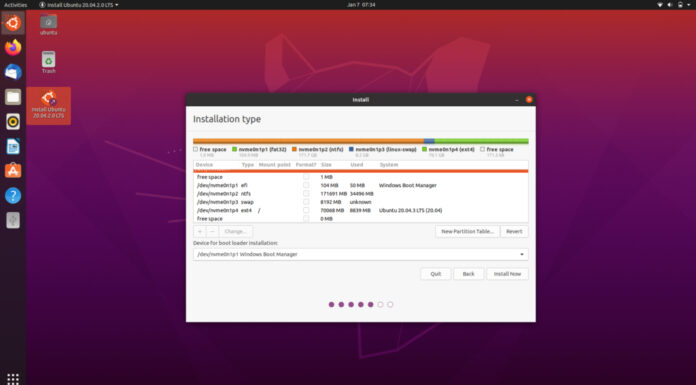 Activities Install Ubuntu 20.04.2.0 LTS Jan 7 07:34
ubuntu
Trash
Install Ubuntu
20.04.2.0 LTS
Install
Installation type
free space nvme0n1p1 (fat32) nvme0n1p2 (ntfs) nvme0n1p3 (linux-swap) nvme0n1p4 (ext4) free space
1.0 MB 104.9 MB 171.7 GB 8.2 GB 70.1 GB
Device Type Mount point Format? Size Used System
free space 1 MB
/dev/nvme0n1p1 efi 104 MB 50 MB Windows Boot Manager
/dev/nvme0n1p2 ntfs 171691 MB 34496 MB
/dev/nvme0n1p3 swap 8192 MB unknown
/dev/nvme0n1p4 ext4 / 70068 MB 8839 MB Ubuntu 20.04.3 LTS (20.04)
free space 0 MB
+ - Change... New Partition Table... Revert
Device for boot loader installation:
/dev/nvme0n1p1 Windows Boot Manager
Quit Back Install Now